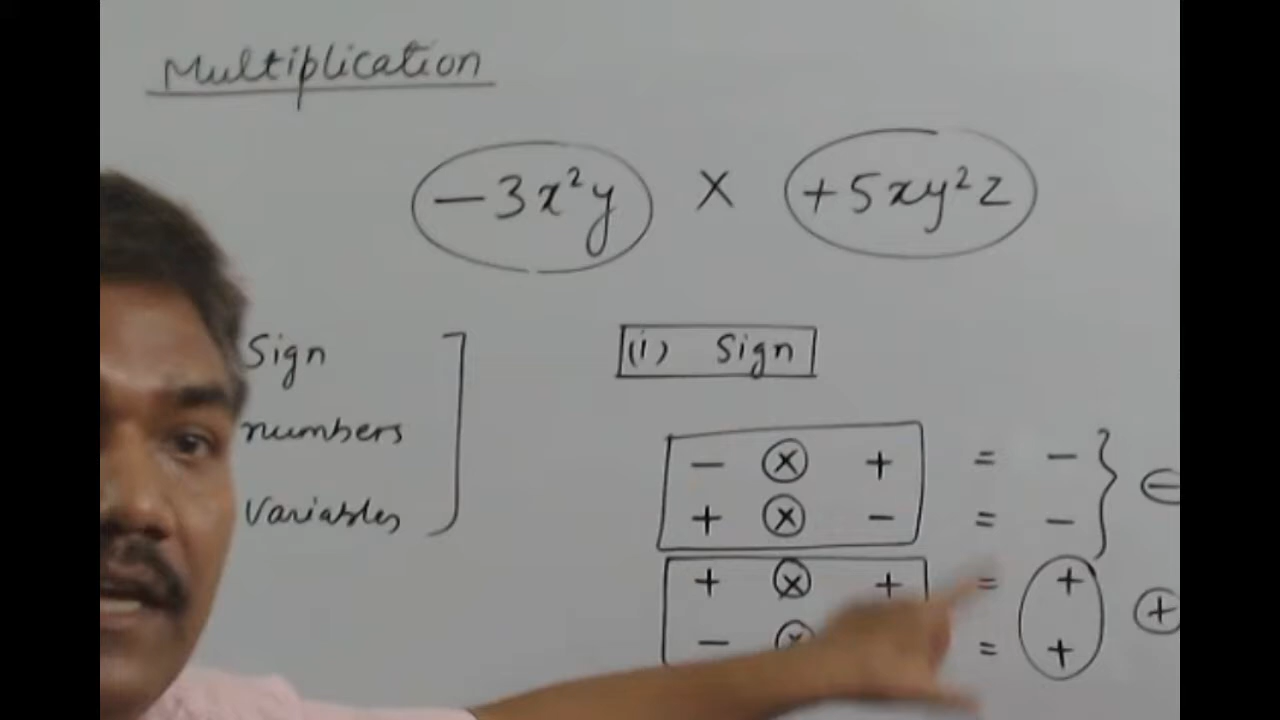 Multiplication
-3x²y × +5xy²z
Sign
numbers
Variables
(i) Sign
- × + = -
+ × - = -
-
+ × + = +
- × = +
+